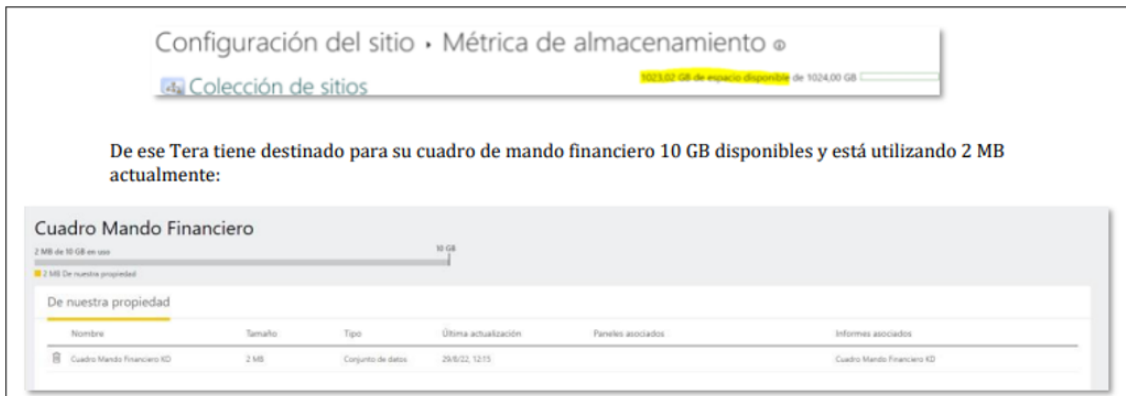 Configuración del sitio › Métrica de almacenamiento
Colección de sitios
1023,02 GB de espacio disponible de 1024,00 GB
De ese Tera tiene destinado para su cuadro de mando financiero 10 GB disponibles y está utilizando 2 MB
actualmente:
Cuadro Mando Financiero
2 MB de 10 GB en uso
10 GB
2 MB De nuestra propiedad
De nuestra propiedad
Nombre Tamaño Tipo Última actualización Paneles asociados Informes asociados
Cuadro Mando Financiero KD 2 MB Conjunto de datos 29/8/22, 12:15 Cuadro Mando Financiero KD